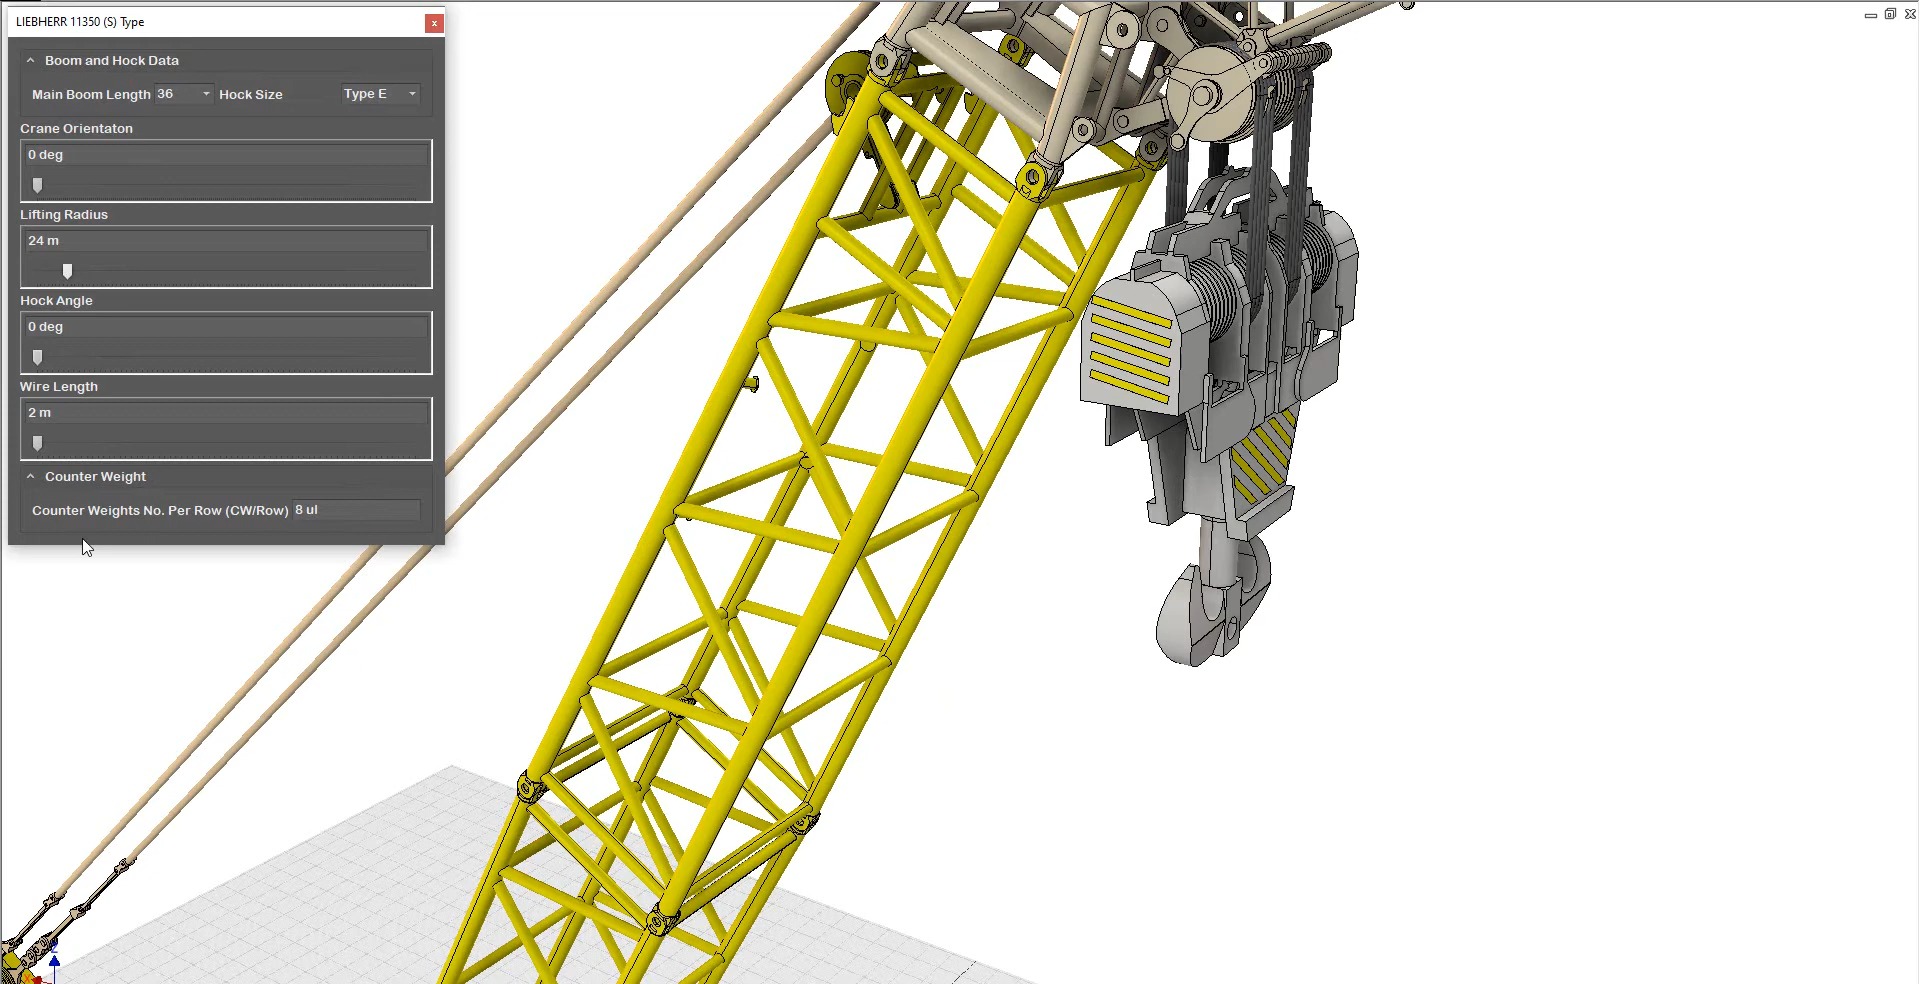 LIEBHERR 11350 (S) Type
Boom and Hock Data
Main Boom Length 36 Hock Size Type E
Crane Orientaton
0 deg
Lifting Radius
24 m
Hock Angle
0 deg
Wire Length
2 m
Counter Weight
Counter Weights No. Per Row (CW/Row) 8 ul